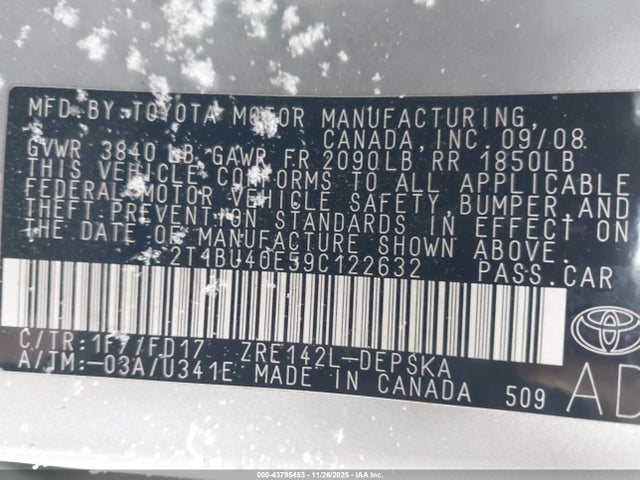 MFD BY: TOYOTA MOTOR MANUFACTURING,
CANADA, INC. 09/08
GVWR 3840 LB, GAWR FR 2090LB RR 1850LB
THIS VEHICLE CONFORMS TO ALL APPLICABLE
FEDERAL MOTOR VEHICLE SAFETY, BUMPER, AND
THEFT PREVENTION STANDARDS IN EFFECT ON
THE DATE OF MANUFACTURE SHOWN ABOVE.
2T1BU40E59C122632 PASS.CAR
C/TR: 1F7/FD17 ZRE142L-DEPSKA
A/TM:-03A/U341E MADE IN CANADA 509 AD
000-43795453 - 11/26/2025 - IAA Inc.